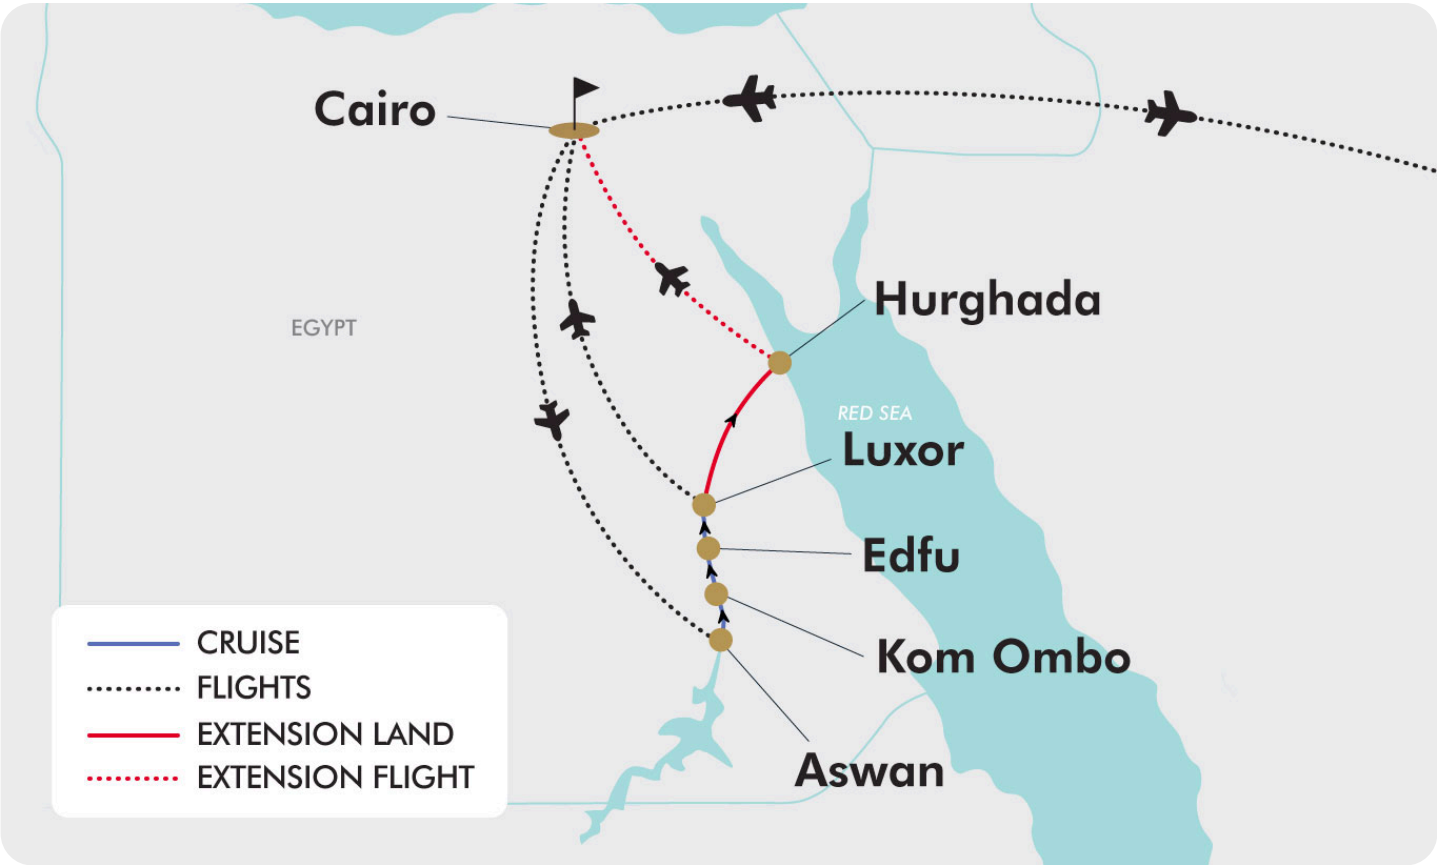 Cairo
Hurghada
EGYPT
RED SEA
Luxor
Edfu
Kom Ombo
Aswan
CRUISE
FLIGHTS
EXTENSION LAND
EXTENSION FLIGHT